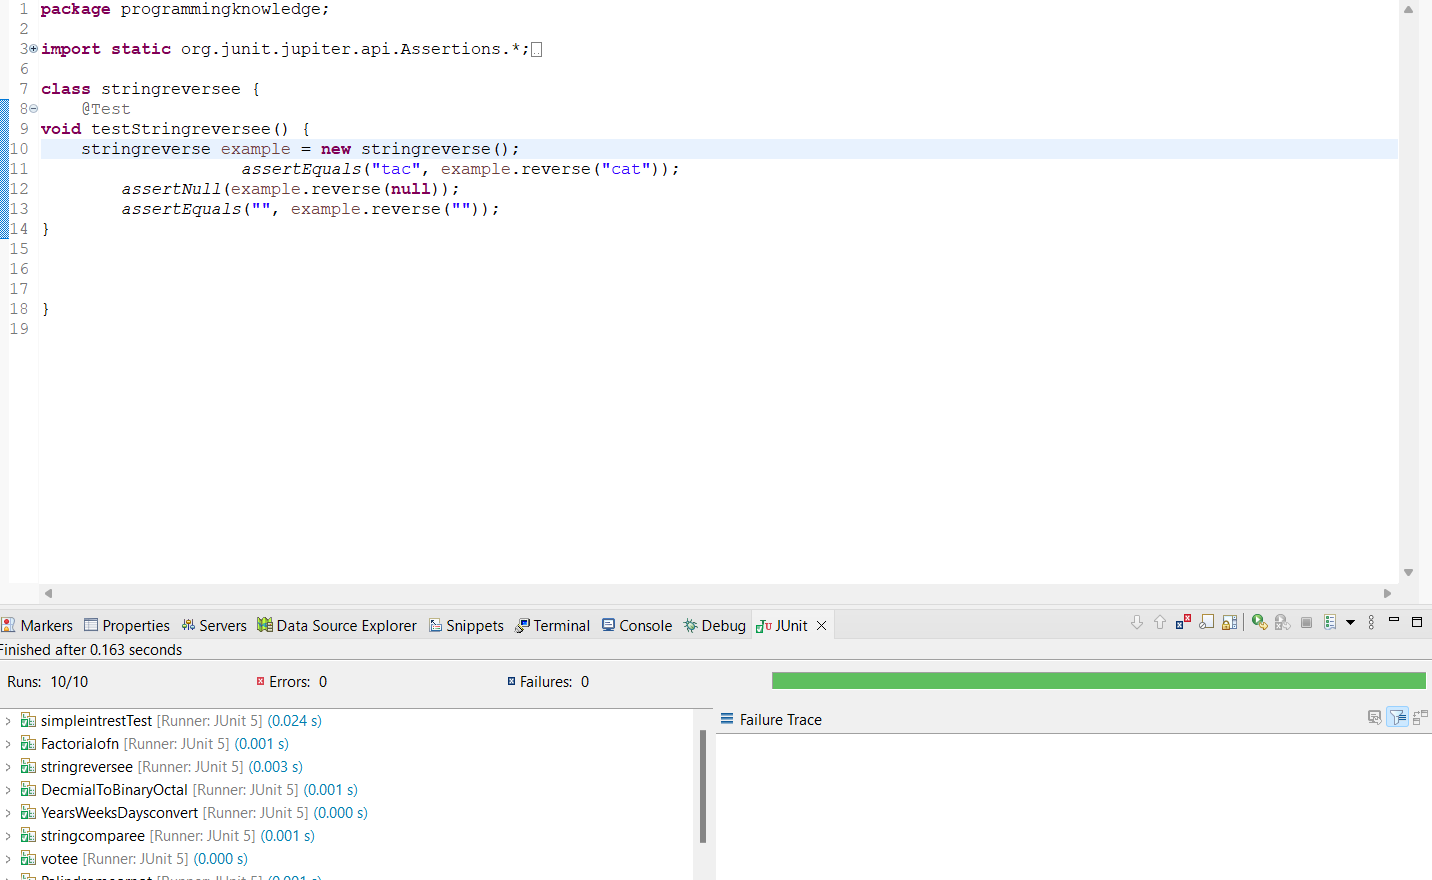 1 package programmingknowledge;
2
3 import static org.junit.jupiter.api.Assertions.*;
6
7 class stringreversee {
8 @Test
9 void testStringreversee() {
10 stringreverse example = new stringreverse();
11 assertEquals("tac", example.reverse("cat"));
12 assertNull(example.reverse(null));
13 assertEquals("", example.reverse(""));
14 }
15
16
17
18 }
19
Markers Properties Servers Data Source Explorer Snippets Terminal Console Debug JUnit
Finished after 0.163 seconds
Runs: 10/10 Errors: 0 Failures: 0
Failure Trace
simpleintrestTest [Runner: JUnit 5] (0.024 s)
Factorialofn [Runner: JUnit 5] (0.001 s)
stringreversee [Runner: JUnit 5] (0.003 s)
DecmialToBinaryOctal [Runner: JUnit 5] (0.001 s)
YearsWeeksDaysconvert [Runner: JUnit 5] (0.000 s)
stringcomparee [Runner: JUnit 5] (0.001 s)
votee [Runner: JUnit 5] (0.000 s)
[Runner: JUnit 5] (0.001 s)